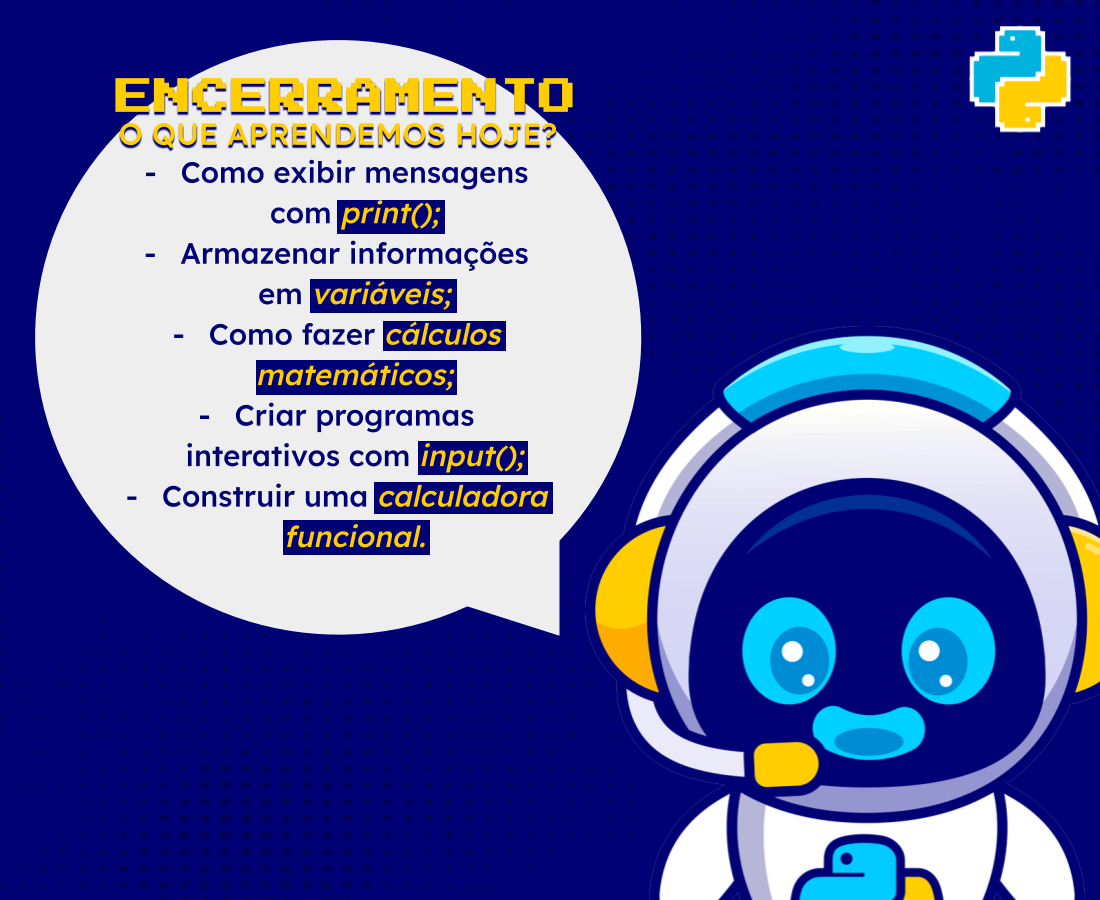 ENCERRAMENTO
O QUE APRENDEMOS HOJE?
- Como exibir mensagens
com print();
- Armazenar informações
em variáveis;
- Como fazer cálculos
matemáticos;
- Criar programas
interativos com input();
- Construir uma calculadora
funcional.